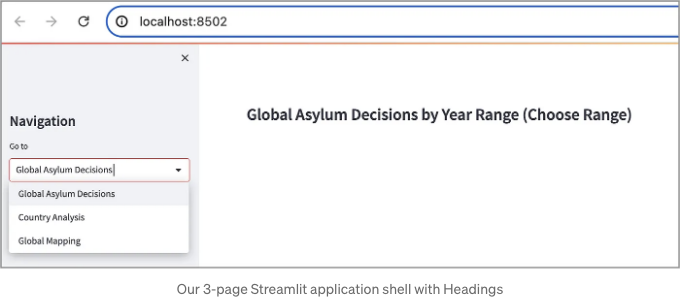 localhost:8502
Navigation
Go to
Global Asylum Decisions
Global Asylum Decisions
Country Analysis
Global Mapping
Global Asylum Decisions by Year Range (Choose Range)
Our 3-page Streamlit application shell with Headings